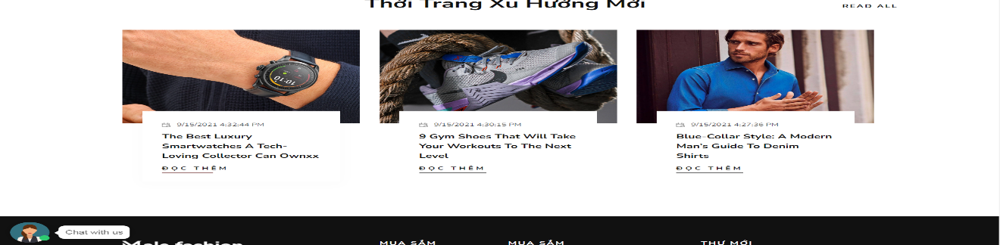 Thời Trang Xu Hướng Mới
READ ALL
9/15/2021 4:32:44 PM
The Best Luxury
Smartwatches A Tech-
Loving Collector Can Ownxx
ĐỌC THÊM
9/15/2021 4:30:15 PM
9 Gym Shoes That Will Take
Your Workouts To The Next
Level
ĐỌC THÊM
9/15/2021 4:27:36 PM
Blue-Collar Style: A Modern
Man's Guide To Denim
Shirts
ĐỌC THÊM
10:10
Chat with us
Male fashion
MUA SẮM
MUA SẮM
THƯ MỚI